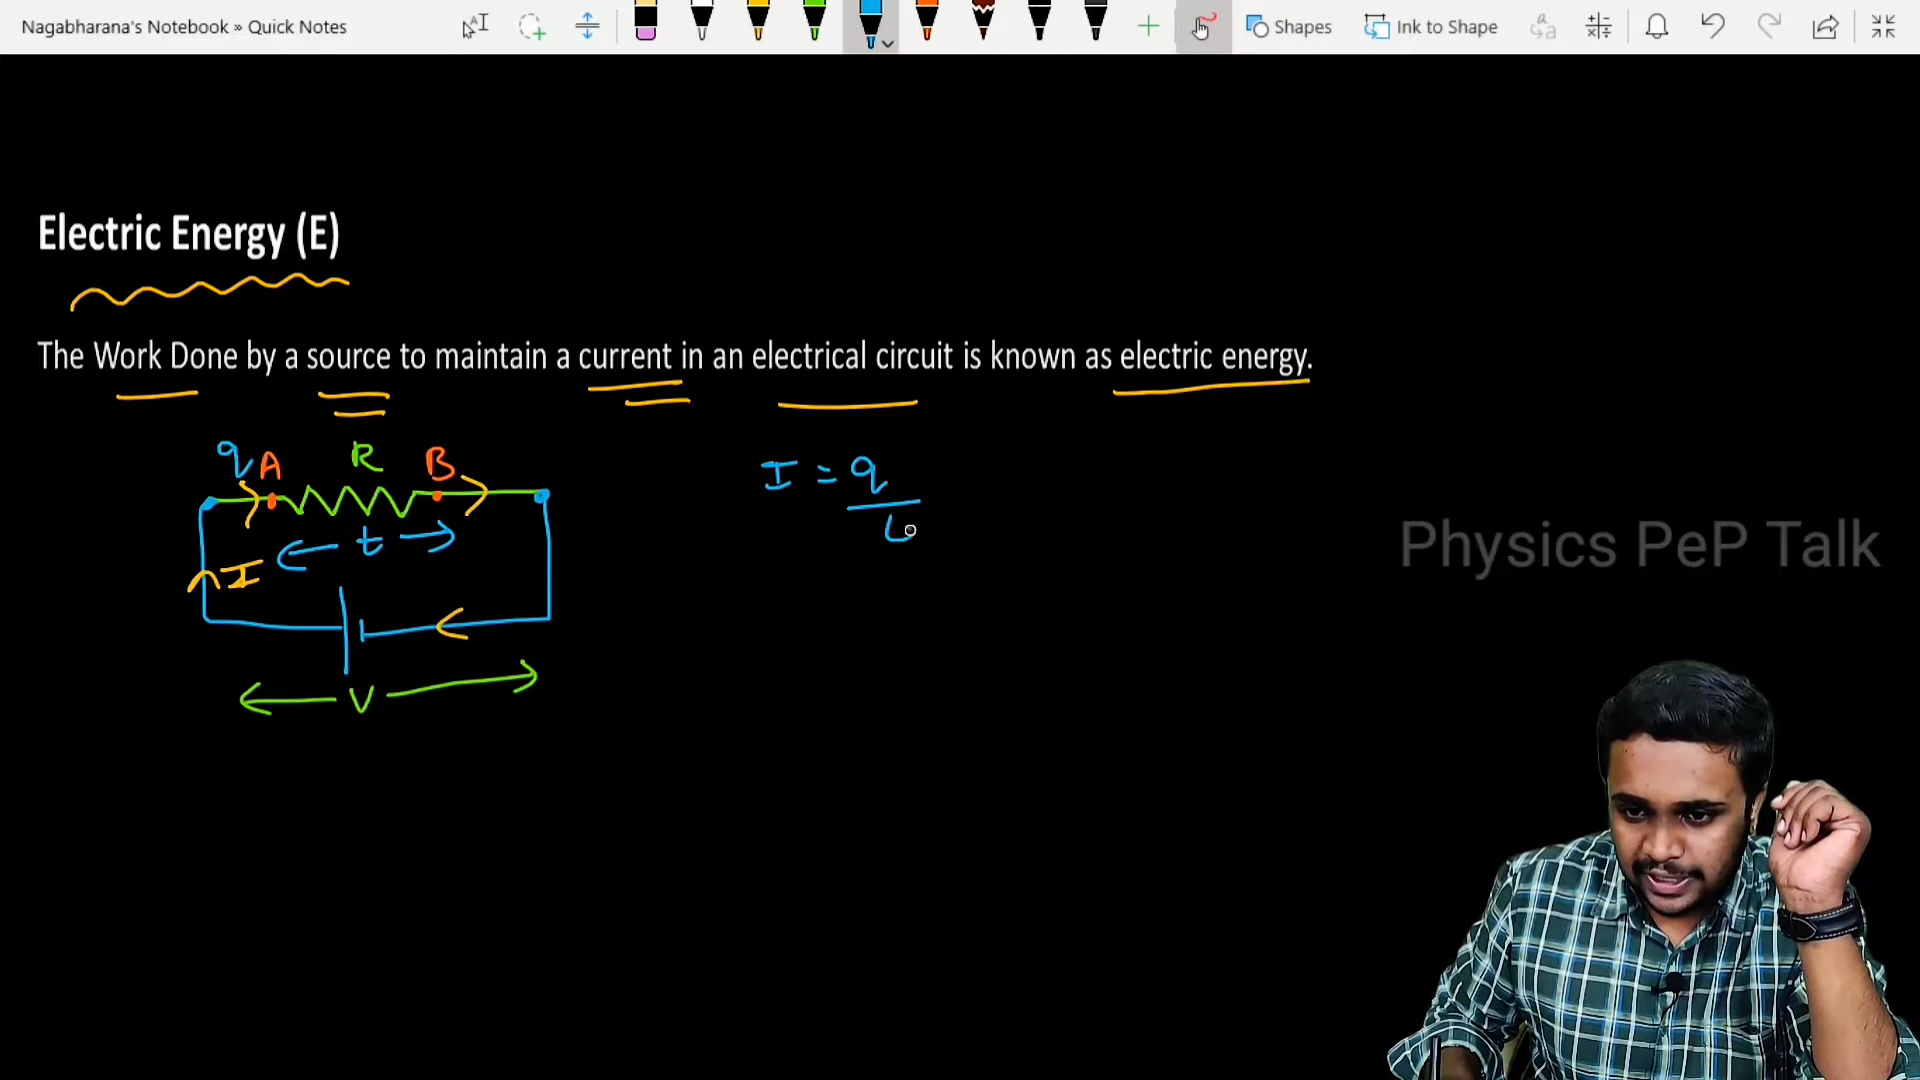 Nagabharana's Notebook » Quick Notes
Shapes
Ink to Shape
Electric Energy (E)
The Work Done by a source to maintain a current in an electrical circuit is known as electric energy.
q A R B
t
I
V
I = q
Physics PeP Talk